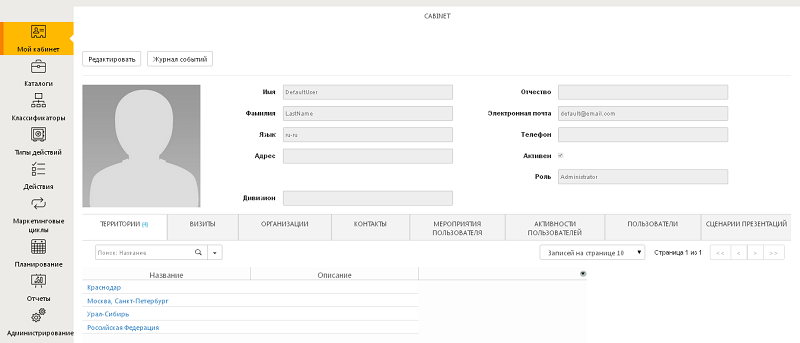 CABINET
Мой кабинет
Каталоги
Классификаторы
Типы действий
Действия
Маркетинговые
циклы
Планирование
Отчеты
Администрирование
Редактировать
Журнал событий
Имя
DefaultUser
Отчество
Фамилия
LastName
Электронная почта
default@email.com
Язык
ru-ru
Телефон
Адрес
Активен
Роль
Administrator
Дивизион
ТЕРРИТОРИИ (4)
ВИЗИТЫ
ОРГАНИЗАЦИИ
КОНТАКТЫ
МЕРОПРИЯТИЯ
ПОЛЬЗОВАТЕЛЯ
АКТИВНОСТИ
ПОЛЬЗОВАТЕЛЕЙ
ПОЛЬЗОВАТЕЛИ
СЦЕНАРИИ ПРЕЗЕНТАЦИЙ
Поиск: Название
Записей на странице 10
Страница 1 из 1
<< < > >>
Название
Описание
Краснодар
Москва, Санкт-Петербург
Урал-Сибирь
Российская Федерация